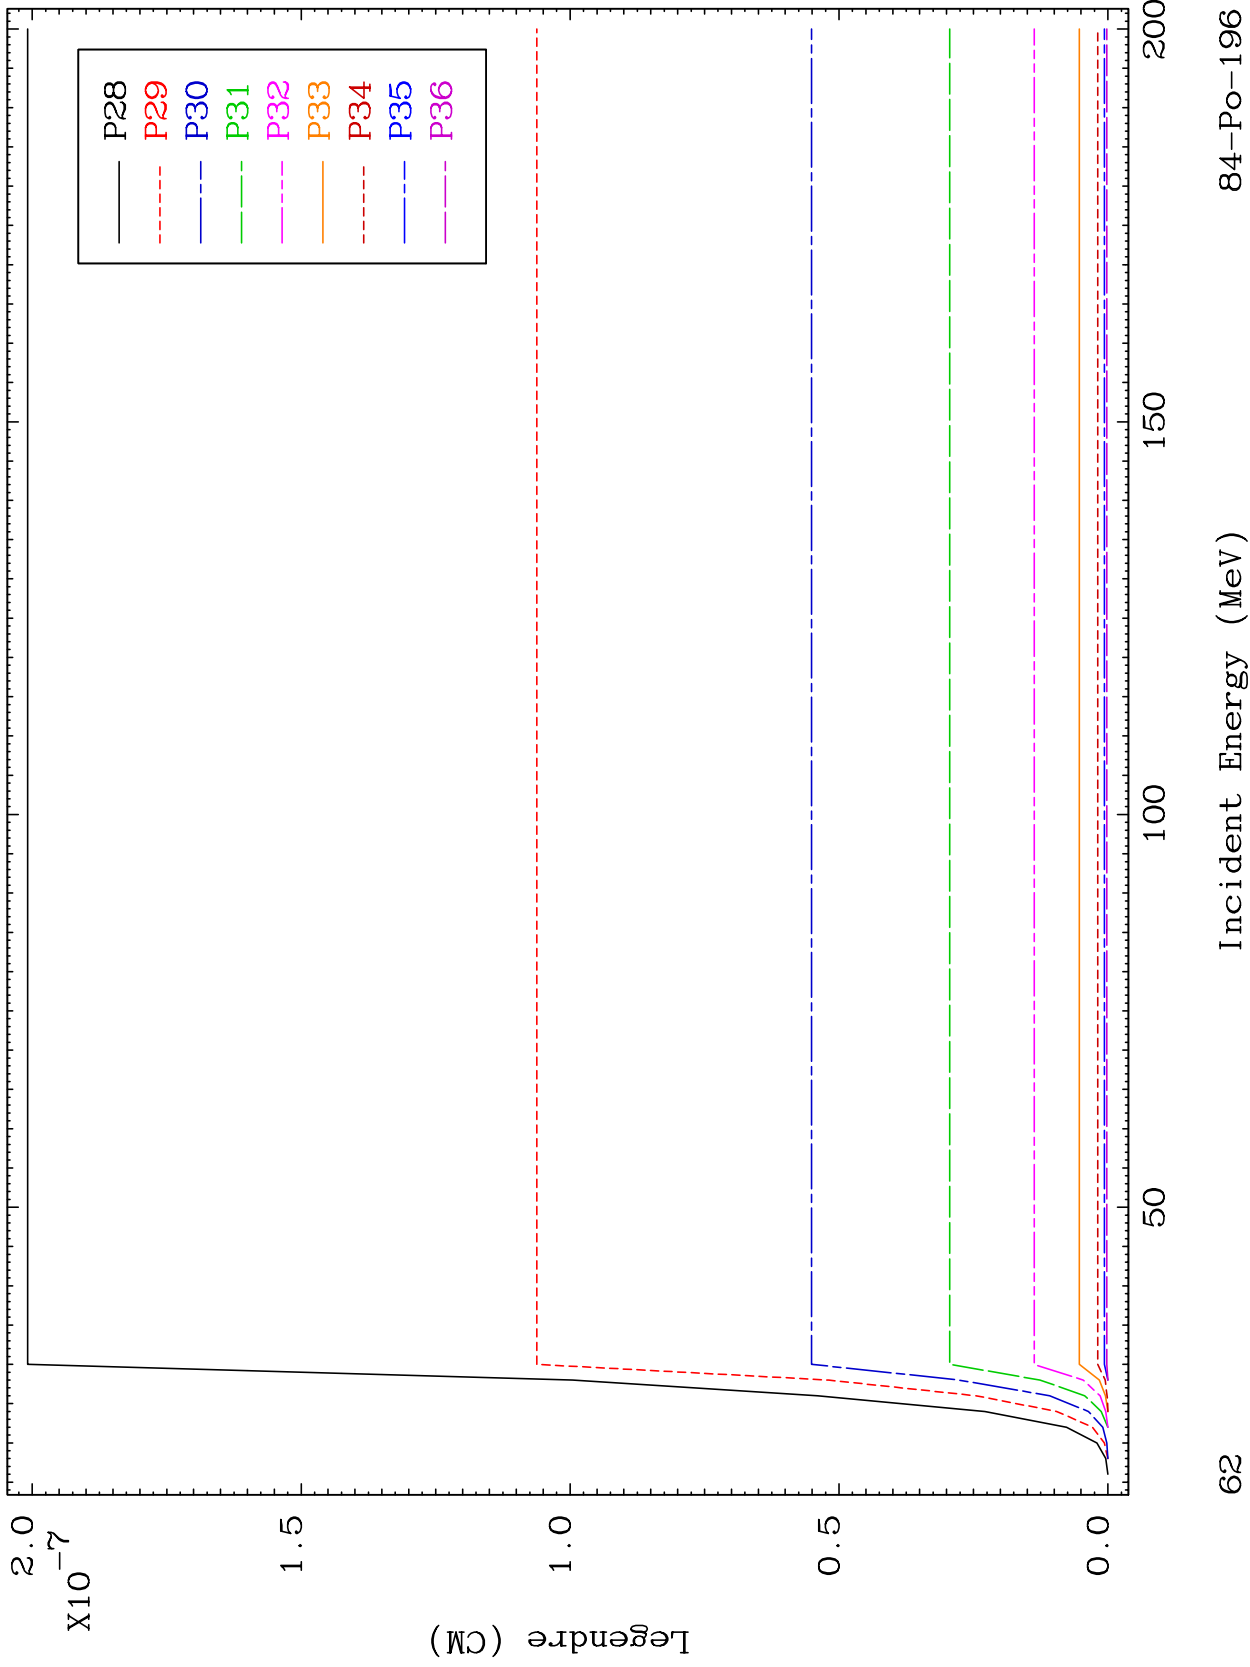 P28
P29
P30
P31
P32
P33
P34
P35
P36
2.0
X10-7
1.5
1.0
0.5
0.0
Legendre (CM)
50
100
150
200
Incident Energy (MeV)
62
84-Po-196